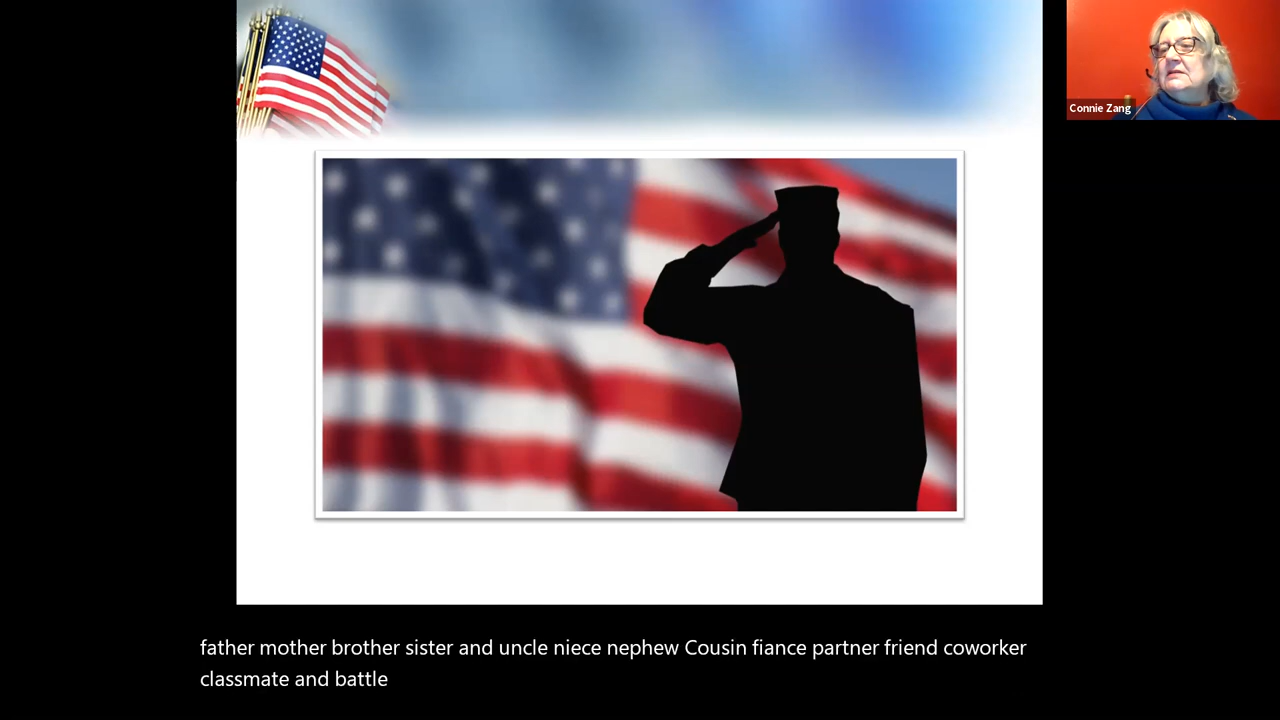 Connie Zang
father mother brother sister and uncle niece nephew Cousin fiance partner friend coworker
classmate and battle